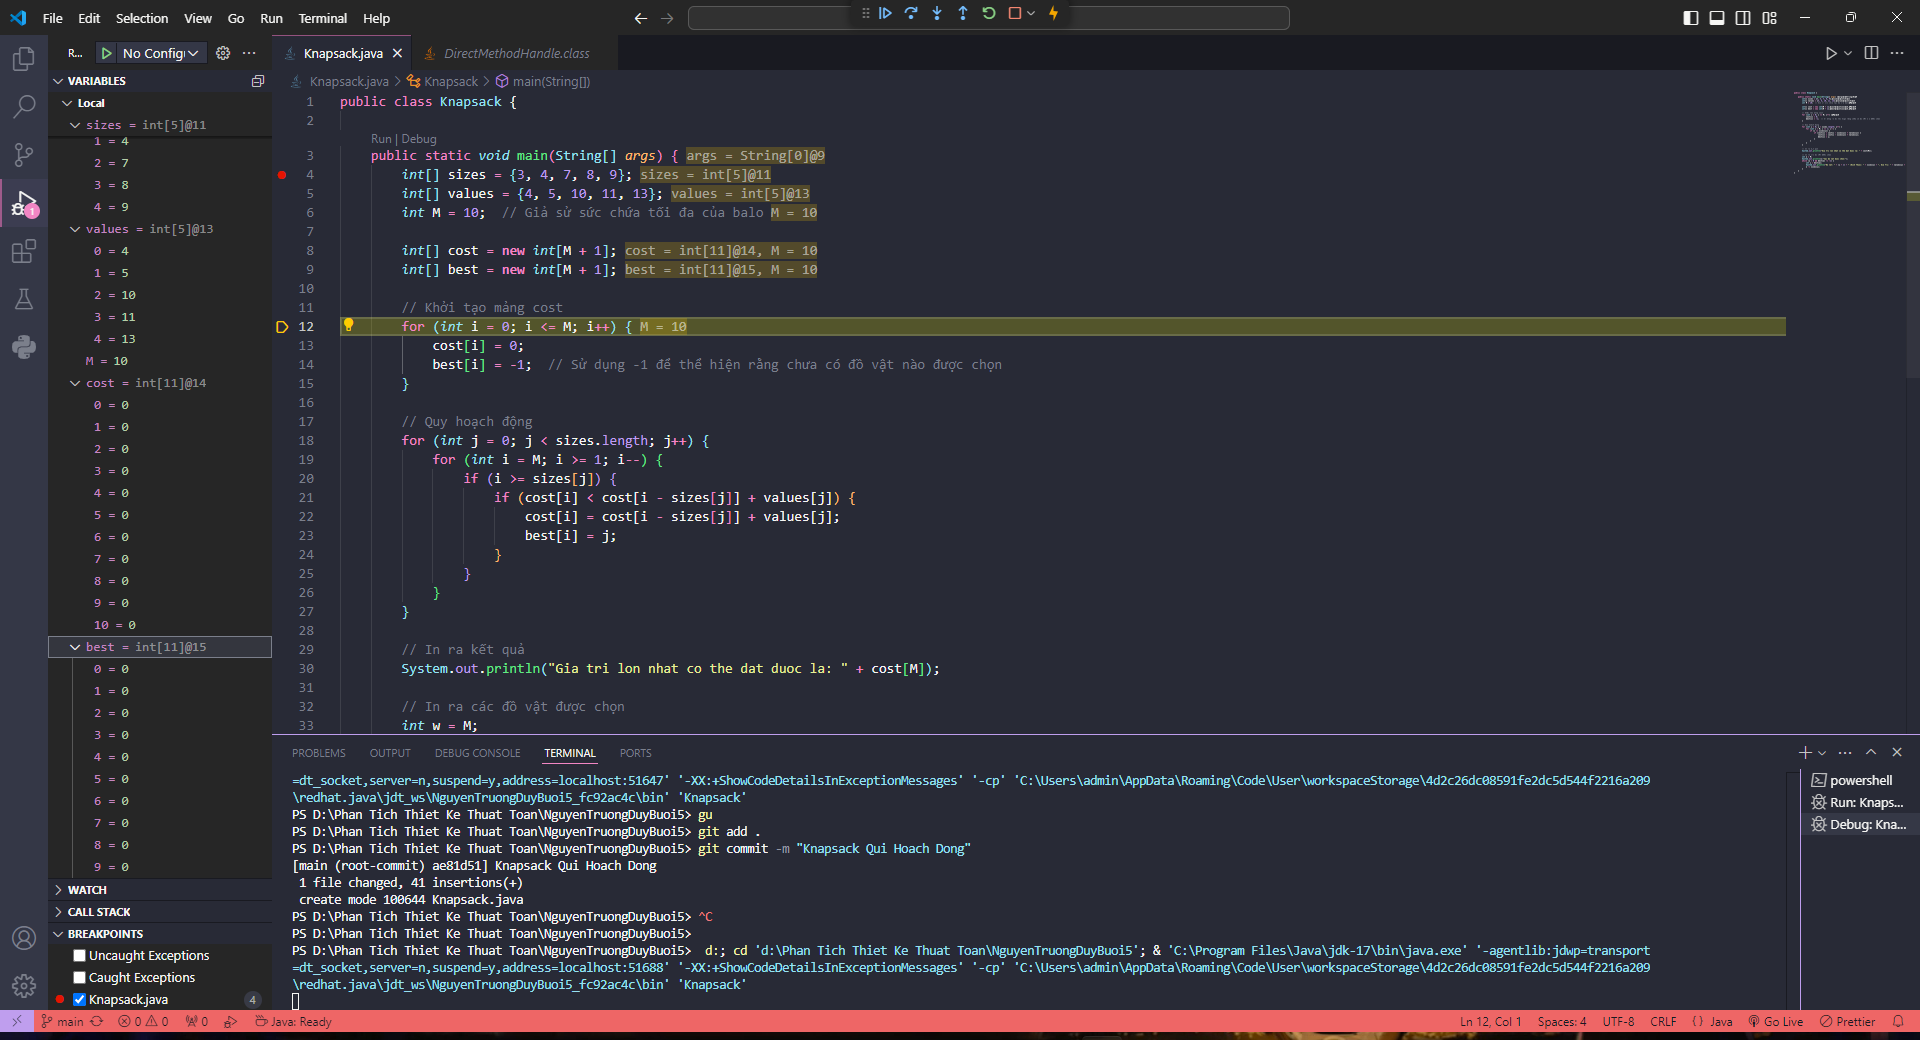 File Edit Selection View Go Run Terminal Help
R... No Config
Knapsack.java
DirectMethodHandle.class
Knapsack.java > Knapsack > main(String[])
VARIABLES
Local
sizes = int[5]@11
1 = 4
2 = 7
3 = 8
4 = 9
values = int[5]@13
0 = 4
1 = 5
2 = 10
3 = 11
4 = 13
M = 10
cost = int[11]@14
0 = 0
1 = 0
2 = 0
3 = 0
4 = 0
5 = 0
6 = 0
7 = 0
8 = 0
9 = 0
10 = 0
best = int[11]@15
0 = 0
1 = 0
2 = 0
3 = 0
4 = 0
5 = 0
6 = 0
7 = 0
8 = 0
9 = 0
WATCH
CALL STACK
BREAKPOINTS
Uncaught Exceptions
Caught Exceptions
Knapsack.java 4
1
1 public class Knapsack {
2
Run | Debug
3 public static void main(String[] args) { args = String[0]@9
4 int[] sizes = {3, 4, 7, 8, 9}; sizes = int[5]@11
5 int[] values = {4, 5, 10, 11, 13}; values = int[5]@13
6 int M = 10; // Giả sử sức chứa tối đa của balo M = 10
7
8 int[] cost = new int[M + 1]; cost = int[11]@14, M = 10
9 int[] best = new int[M + 1]; best = int[11]@15, M = 10
10
11 // Khởi tạo mảng cost
12 for (int i = 0; i <= M; i++) { M = 10
13 cost[i] = 0;
14 best[i] = -1; // Sử dụng -1 để thể hiện rằng chưa có đồ vật nào được chọn
15 }
16
17 // Quy hoạch động
18 for (int j = 0; j < sizes.length; j++) {
19 for (int i = M; i >= 1; i--) {
20 if (i >= sizes[j]) {
21 if (cost[i] < cost[i - sizes[j]] + values[j]) {
22 cost[i] = cost[i - sizes[j]] + values[j];
23 best[i] = j;
24 }
25 }
26 }
27 }
28
29 // In ra kết quả
30 System.out.println("Gia tri lon nhat co the dat duoc la: " + cost[M]);
31
32 // In ra các đồ vật được chọn
33 int w = M;
PROBLEMS OUTPUT DEBUG CONSOLE TERMINAL PORTS
=dt_socket,server=n,suspend=y,address=localhost:51647' '-XX:+ShowCodeDetailsInExceptionMessages' '-cp' 'C:\Users\admin\AppData\Roaming\Code\User\workspaceStorage\4d2c26dc08591fe2dc5d544f2216a209
\redhat.java\jdt_ws\NguyenTruongDuyBuoi5_fc92ac4c\bin' 'Knapsack'
PS D:\Phan Tich Thiet Ke Thuat Toan\NguyenTruongDuyBuoi5> gu
PS D:\Phan Tich Thiet Ke Thuat Toan\NguyenTruongDuyBuoi5> git add .
PS D:\Phan Tich Thiet Ke Thuat Toan\NguyenTruongDuyBuoi5> git commit -m "Knapsack Qui Hoach Dong"
[main (root-commit) ae81d51] Knapsack Qui Hoach Dong
1 file changed, 41 insertions(+)
create mode 100644 Knapsack.java
PS D:\Phan Tich Thiet Ke Thuat Toan\NguyenTruongDuyBuoi5> ^C
PS D:\Phan Tich Thiet Ke Thuat Toan\NguyenTruongDuyBuoi5>
PS D:\Phan Tich Thiet Ke Thuat Toan\NguyenTruongDuyBuoi5> d:; cd 'd:\Phan Tich Thiet Ke Thuat Toan\NguyenTruongDuyBuoi5'; & 'C:\Program Files\Java\jdk-17\bin\java.exe' '-agentlib:jdwp=transport
=dt_socket,server=n,suspend=y,address=localhost:51688' '-XX:+ShowCodeDetailsInExceptionMessages' '-cp' 'C:\Users\admin\AppData\Roaming\Code\User\workspaceStorage\4d2c26dc08591fe2dc5d544f2216a209
\redhat.java\jdt_ws\NguyenTruongDuyBuoi5_fc92ac4c\bin' 'Knapsack'
powershell
Run: Knaps...
Debug: Kna...
main 0 0 0 Java: Ready
Ln 12, Col 1 Spaces: 4 UTF-8 CRLF {} Java Go Live Prettier